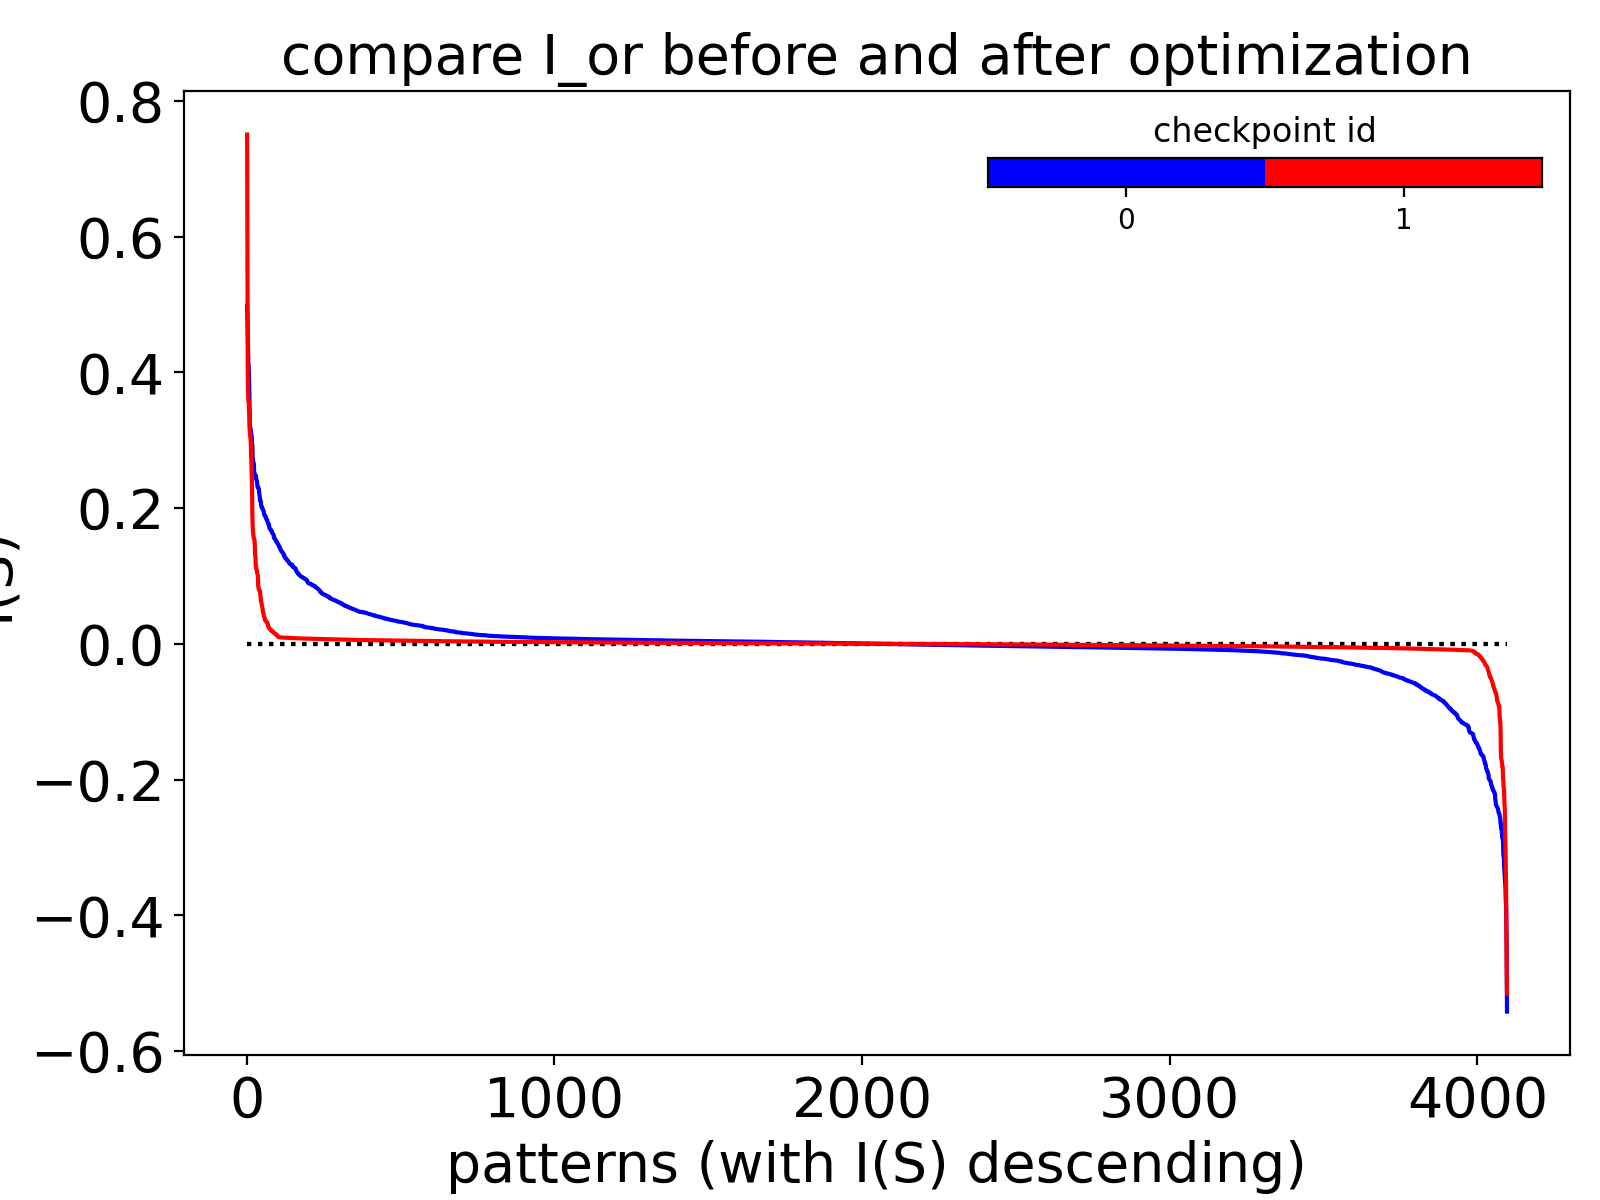 compare I_or before and after optimization
checkpoint id
0 1
0.8
0.6
0.4
0.2
0.0
−0.2
−0.4
−0.6
0 1000 2000 3000 4000
patterns (with I(S) descending)